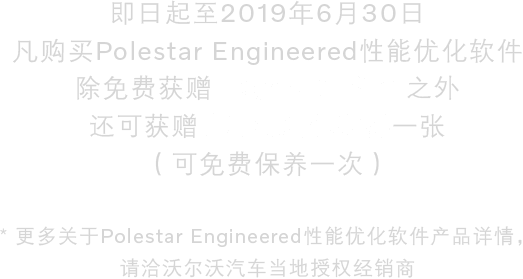 即日起至2019年6月30日
凡购买Polestar Engineered性能优化软件
除免费获赠 之外
还可获赠 一张
（可免费保养一次）
* 更多关于Polestar Engineered性能优化软件产品详情，
请洽沃尔沃汽车当地授权经销商